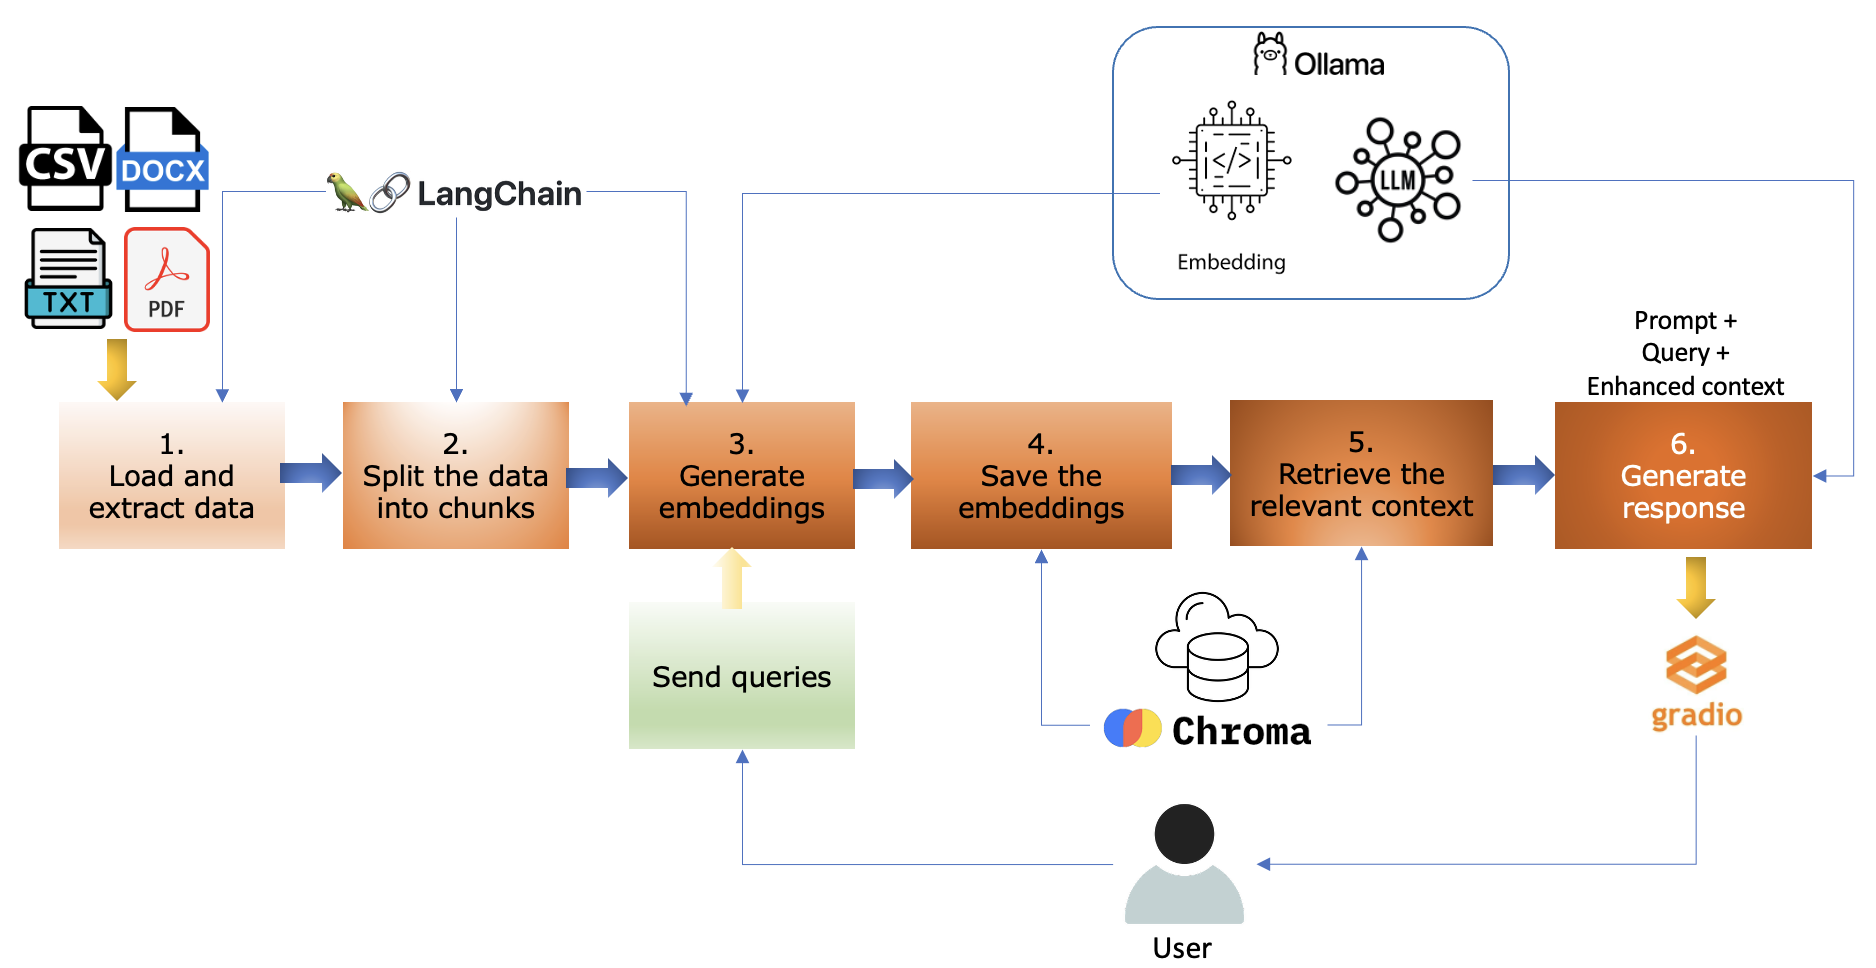 Ollama
CSV
DOCX
</>
LLM
LangChain
Embedding
TXT
PDF
Prompt +
Query +
Enhanced context
1.
Load and
extract data
2.
Split the data
into chunks
3.
Generate
embeddings
4.
Save the
embeddings
5.
Retrieve the
relevant context
6.
Generate
response
Send queries
Chroma
gradio
User